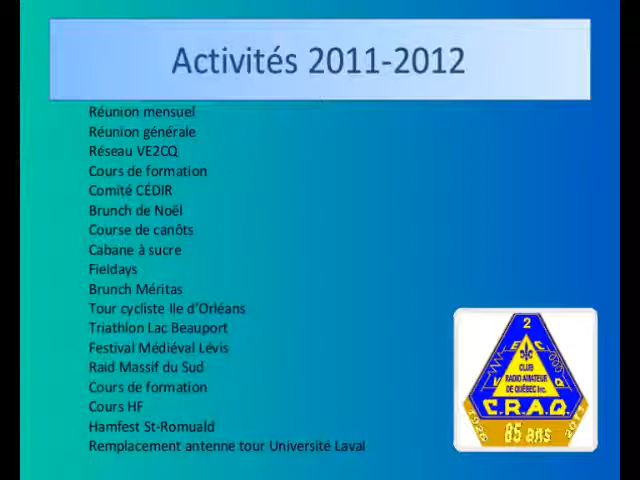 Activités 2011-2012
Réunion mensuel
Réunion générale
Réseau VE2CQ
Cours de formation
Comité CÉDIR
Brunch de Noël
Course de canôts
Cabane à sucre
Fieldays
Brunch Méritas
Tour cycliste Ile d'Orléans
Triathlon Lac Beauport
Festival Médiéval Lévis
Raid Massif du Sud
Cours de formation
Cours HF
Hamfest St-Romuald
Remplacement antenne tour Université Laval
2
E C
V Q
CLUB
RADIO AMATEUR
DE QUÉBEC Inc.
C.R.A.Q.
1926 85 ans 2011